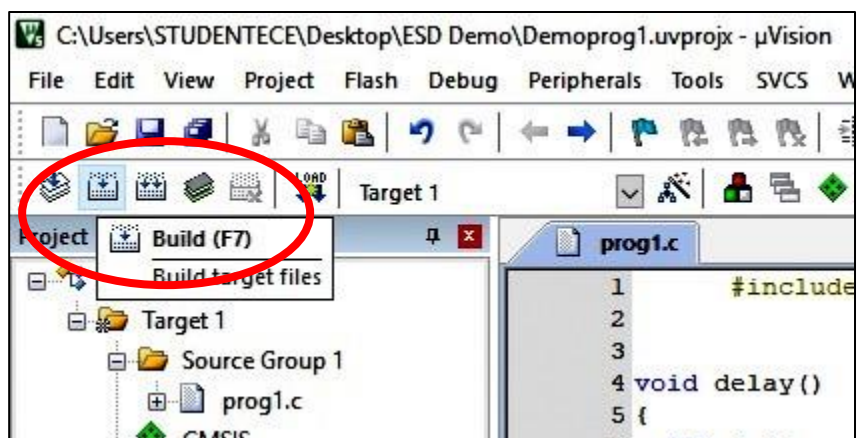 C:\Users\STUDENTECE\Desktop\ESD Demo\Demoprog1.uvprojx - µVision
File Edit View Project Flash Debug Peripherals Tools SVCS W
LOAD
Target 1
Project
Build (F7)
prog1.c
Build target files
1 #include
2
Target 1
3
Source Group 1
4 void delay()
prog1.c
5 {
CMSIS